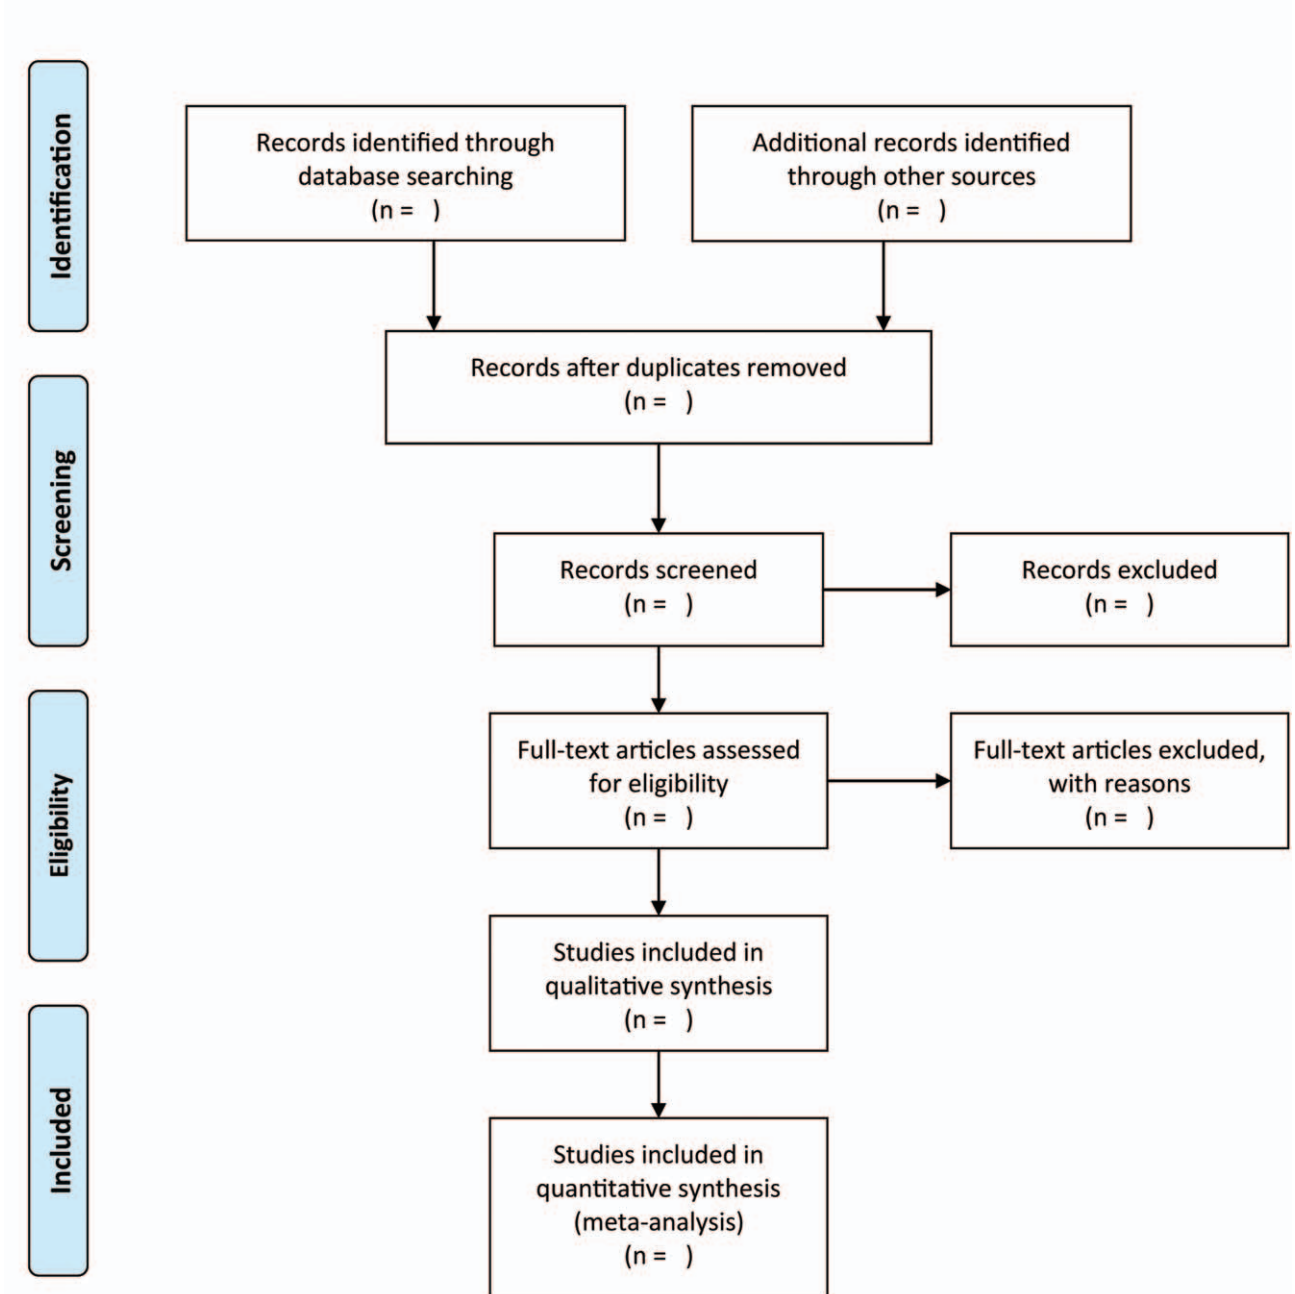 Identification
Records identified through
database searching
(n =   )
Additional records identified
through other sources
(n =   )
Records after duplicates removed
(n =   )
Screening
Records screened
(n =   )
Records excluded
(n =   )
Eligibility
Full-text articles assessed
for eligibility
(n =   )
Full-text articles excluded,
with reasons
(n =   )
Studies included in
qualitative synthesis
(n =   )
Included
Studies included in
quantitative synthesis
(meta-analysis)
(n =   )